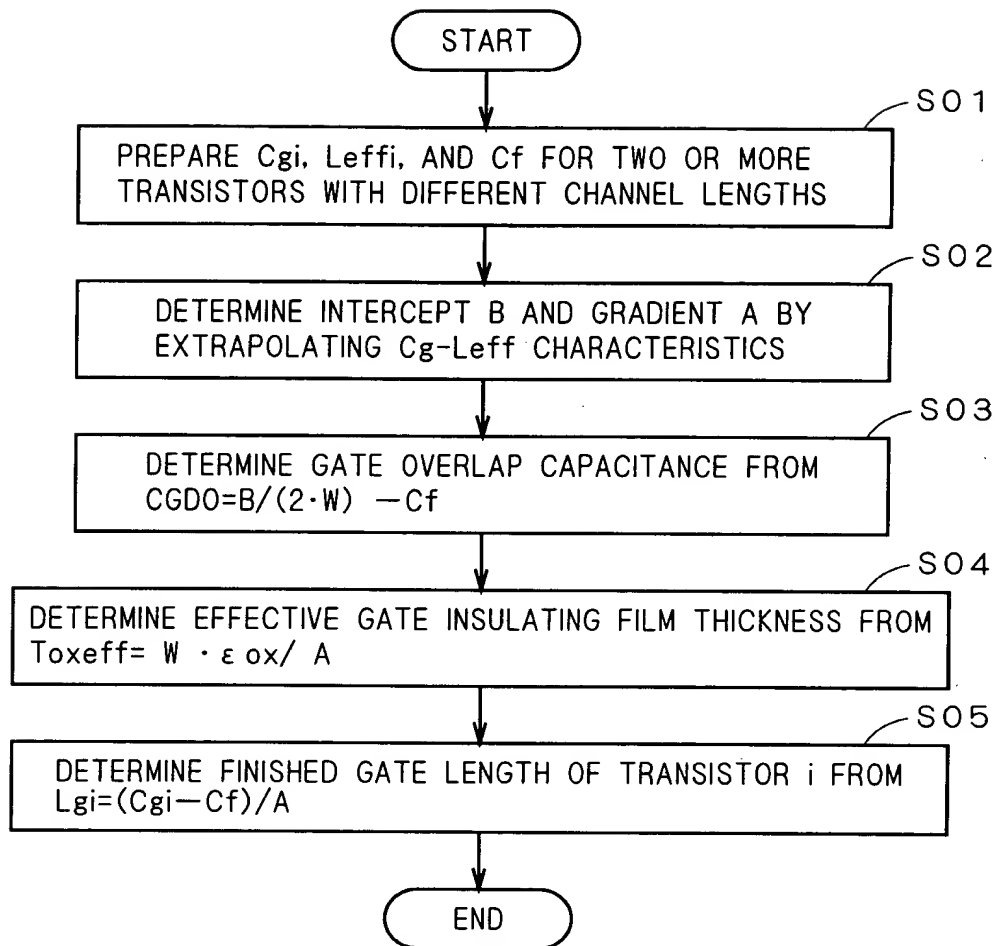 START
S01
PREPARE Cgi, Leffi, AND Cf FOR TWO OR MORE
TRANSISTORS WITH DIFFERENT CHANNEL LENGTHS
S02
DETERMINE INTERCEPT B AND GRADIENT A BY
EXTRAPOLATING Cg-Leff CHARACTERISTICS
S03
DETERMINE GATE OVERLAP CAPACITANCE FROM
CGDO=B/(2·W) −Cf
S04
DETERMINE EFFECTIVE GATE INSULATING FILM THICKNESS FROM
Toxeff= W · ε ox/ A
S05
DETERMINE FINISHED GATE LENGTH OF TRANSISTOR i FROM
Lgi=(Cgi−Cf)/A
END